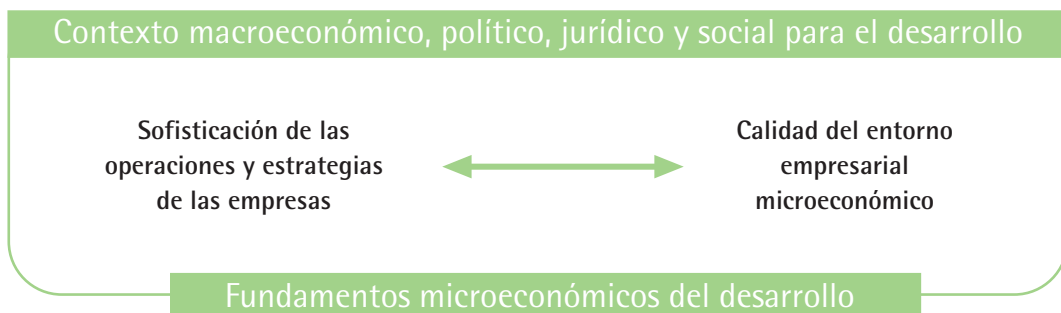 Contexto macroeconómico, político, jurídico y social para el desarrollo
Sofisticación de las
operaciones y estrategias
de las empresas
Calidad del entorno
empresarial
microeconómico
Fundamentos microeconómicos del desarrollo